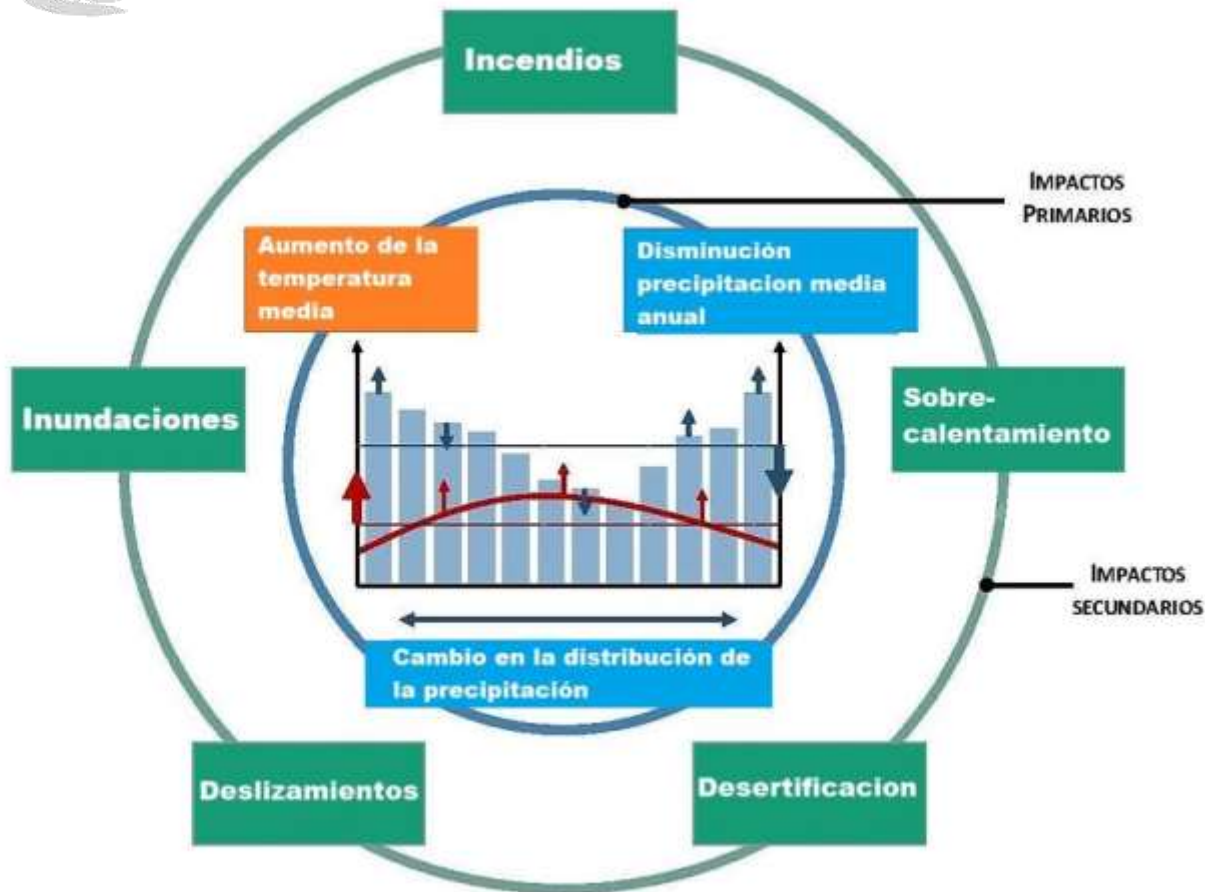 Incendios
IMPACTOS
PRIMARIOS
Aumento de la
temperatura
media
Disminución
precipitacion media
anual
Inundaciones
Sobre-
calentamiento
IMPACTOS
SECUNDARIOS
Cambio en la distribución de
la precipitación
Deslizamientos
Desertificacion